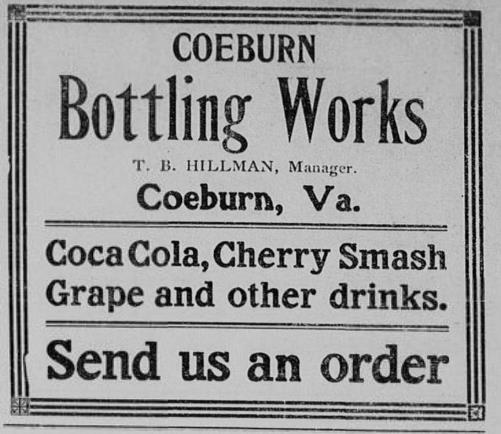 COEBURN
Bottling Works
T. B. HILLMAN, Manager.
Coeburn, Va.
Coca Cola, Cherry Smash
Grape and other drinks.
Send us an order